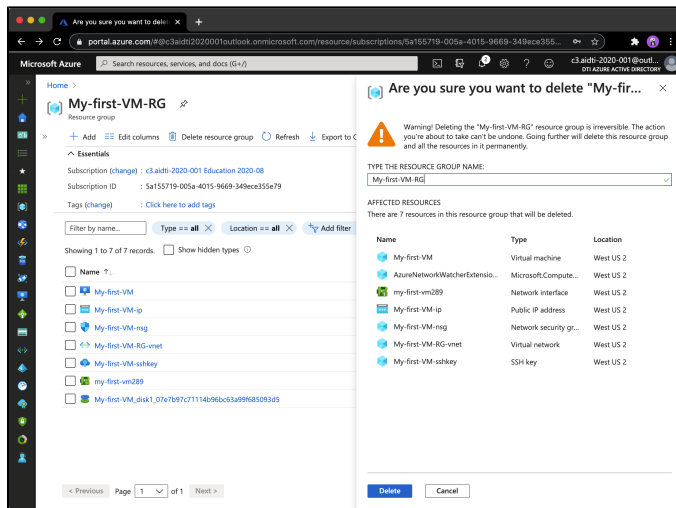 Are you sure you want to delet
portal.azure.com/#@c3aidti2020001outlook.onmicrosoft.com/resource/subscriptions/5a155719-005a-4015-9669-349ece355...
Microsoft Azure
Search resources, services, and docs (G+/)
2
c3.aidti-2020-001@outl...
DTI AZURE ACTIVE DIRECTORY
Home >
My-first-VM-RG
Resource group
Add
Edit columns
Delete resource group
Refresh
Export to C
Essentials
Subscription (change) : c3.aidti-2020-001 Education 2020-08
Subscription ID : 5a155719-005a-4015-9669-349ece355e79
Tags (change) : Click here to add tags
Filter by name...
Type == all
Location == all
Add filter
Showing 1 to 7 of 7 records.
Show hidden types
Name ↑↓
My-first-VM
My-first-VM-ip
My-first-VM-nsg
My-first-VM-RG-vnet
My-first-VM-sshkey
my-first-vm289
My-first-VM_disk1_07e7b97c71114b96bc63a99f685093d5
< Previous Page 1 of 1 Next >
Are you sure you want to delete "My-fir...
Warning! Deleting the "My-first-VM-RG" resource group is irreversible. The action
you're about to take can't be undone. Going further will delete this resource group
and all the resources in it permanently.
TYPE THE RESOURCE GROUP NAME:
My-first-VM-RG
AFFECTED RESOURCES
There are 7 resources in this resource group that will be deleted.
Name Type Location
My-first-VM Virtual machine West US 2
AzureNetworkWatcherExtensio... Microsoft.Compute... West US 2
my-first-vm289 Network interface West US 2
My-first-VM-ip Public IP address West US 2
My-first-VM-nsg Network security gr... West US 2
My-first-VM-RG-vnet Virtual network West US 2
My-first-VM-sshkey SSH key West US 2
Delete Cancel